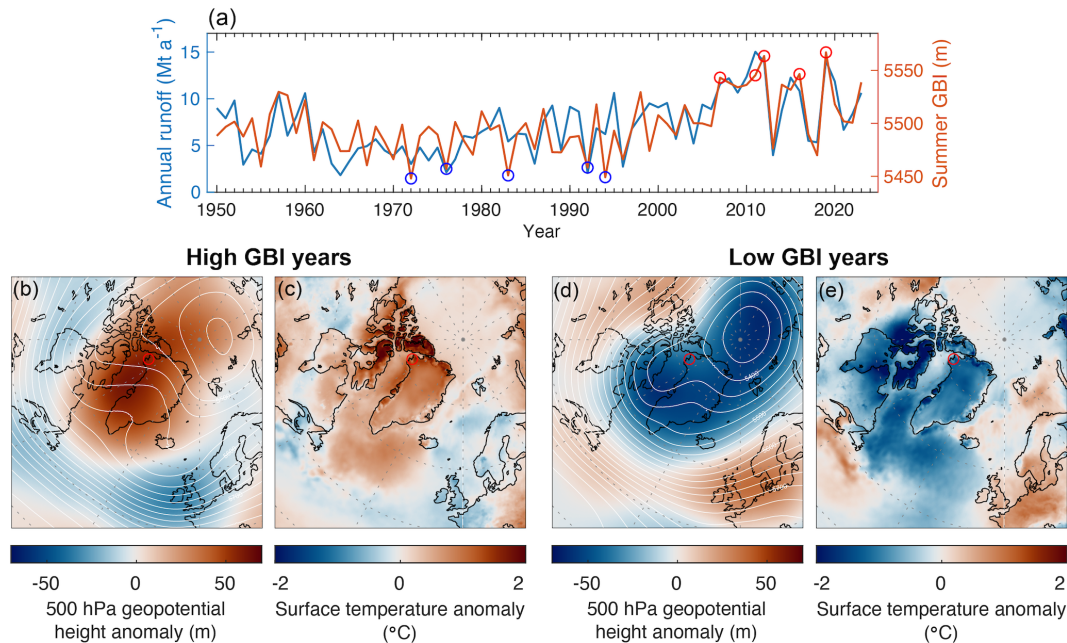 (a)
Annual runoff (Mt a⁻¹)
15
10
5
0
Summer GBI (m)
5550
5500
5450
1950 1960 1970 1980 1990 2000 2010 2020
Year
High GBI years
Low GBI years
(b) (c) (d) (e)
-50 0 50
500 hPa geopotential
height anomaly (m)
-2 0 2
Surface temperature anomaly
(°C)
-50 0 50
500 hPa geopotential
height anomaly (m)
-2 0 2
Surface temperature anomaly
(°C)